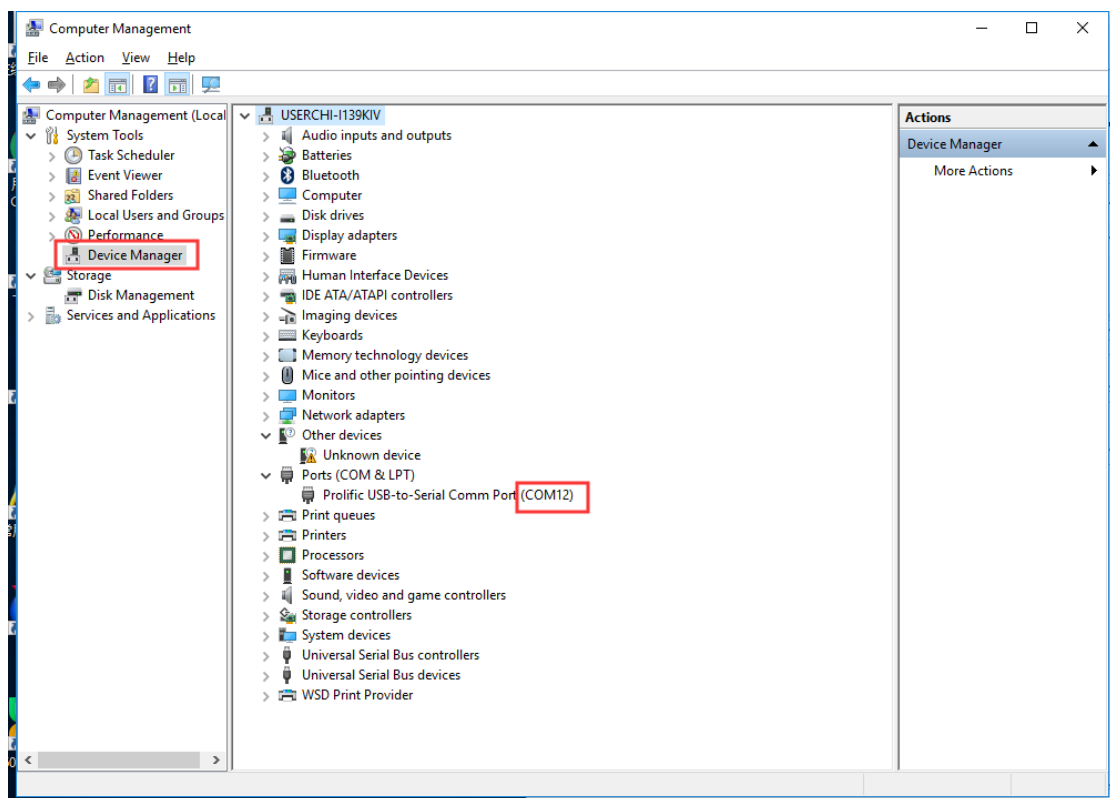 Computer Management
File Action View Help
Computer Management (Local
System Tools
Task Scheduler
Event Viewer
Shared Folders
Local Users and Groups
Performance
Device Manager
Storage
Disk Management
Services and Applications
USERCHI-I139KIV
Audio inputs and outputs
Batteries
Bluetooth
Computer
Disk drives
Display adapters
Firmware
Human Interface Devices
IDE ATA/ATAPI controllers
Imaging devices
Keyboards
Memory technology devices
Mice and other pointing devices
Monitors
Network adapters
Other devices
Unknown device
Ports (COM & LPT)
Prolific USB-to-Serial Comm Port (COM12)
Print queues
Printers
Processors
Software devices
Sound, video and game controllers
Storage controllers
System devices
Universal Serial Bus controllers
Universal Serial Bus devices
WSD Print Provider
Actions
Device Manager
More Actions